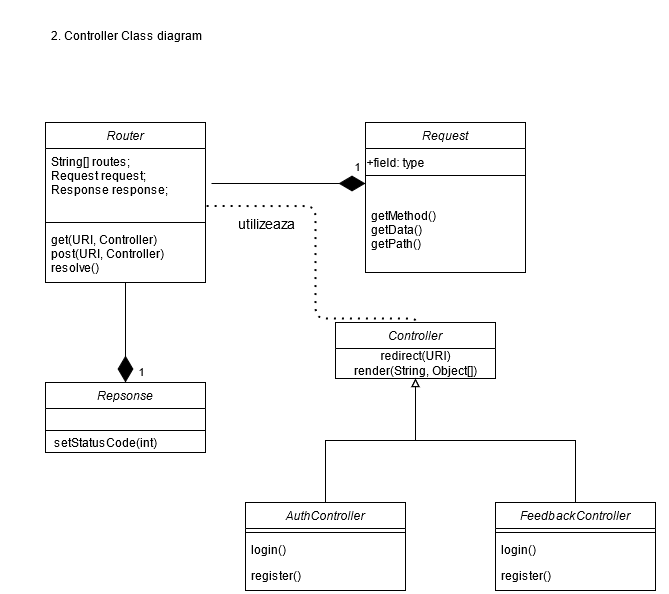 2. Controller Class diagram
Router
String[] routes;
Request request;
Response response;
get(URI, Controller)
post(URI, Controller)
resolve()
1
Request
+field: type
getMethod()
getData()
getPath()
utilizeaza
Controller
redirect(URI)
render(String, Object[])
1
Repsonse
setStatusCode(int)
AuthController
login()
register()
FeedbackController
login()
register()